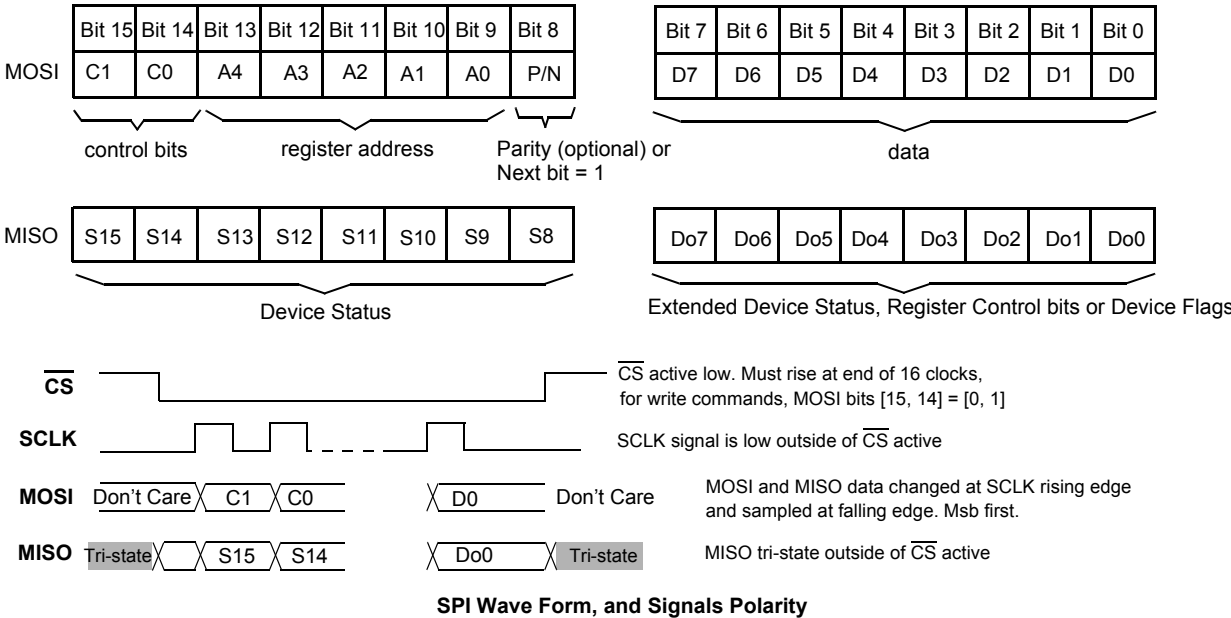 Bit 15 Bit 14 Bit 13 Bit 12 Bit 11 Bit 10 Bit 9 Bit 8 Bit 7 Bit 6 Bit 5 Bit 4 Bit 3 Bit 2 Bit 1 Bit 0
MOSI C1 C0 A4 A3 A2 A1 A0 P/N D7 D6 D5 D4 D3 D2 D1 D0
control bits register address Parity (optional) or data
Next bit = 1
MISO S15 S14 S13 S12 S11 S10 S9 S8 Do7 Do6 Do5 Do4 Do3 Do2 Do1 Do0
Device Status Extended Device Status, Register Control bits or Device Flags
CS CS active low. Must rise at end of 16 clocks,
for write commands, MOSI bits [15, 14] = [0, 1]
SCLK SCLK signal is low outside of CS active
MOSI Don't Care C1 C0 D0 Don't Care MOSI and MISO data changed at SCLK rising edge
and sampled at falling edge. Msb first.
MISO Tri-state S15 S14 Do0 Tri-state MISO tri-state outside of CS active
SPI Wave Form, and Signals Polarity